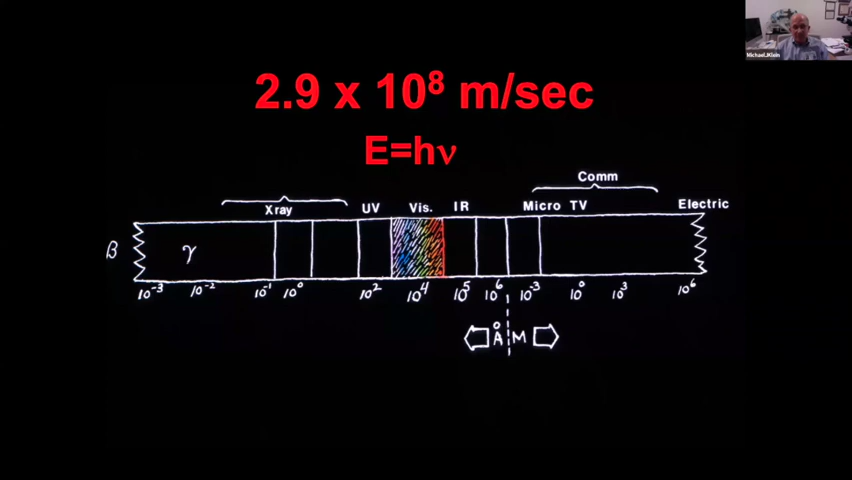 Michael_Klein
2.9 x 10⁸ m/sec
E=hν
Comm
Xray UV Vis. IR Micro TV Electric
β γ
10⁻³ 10⁻² 10⁻¹ 10⁰ 10² 10⁴ 10⁵ 10⁶ 10⁻³ 10⁰ 10³ 10⁶
Å M